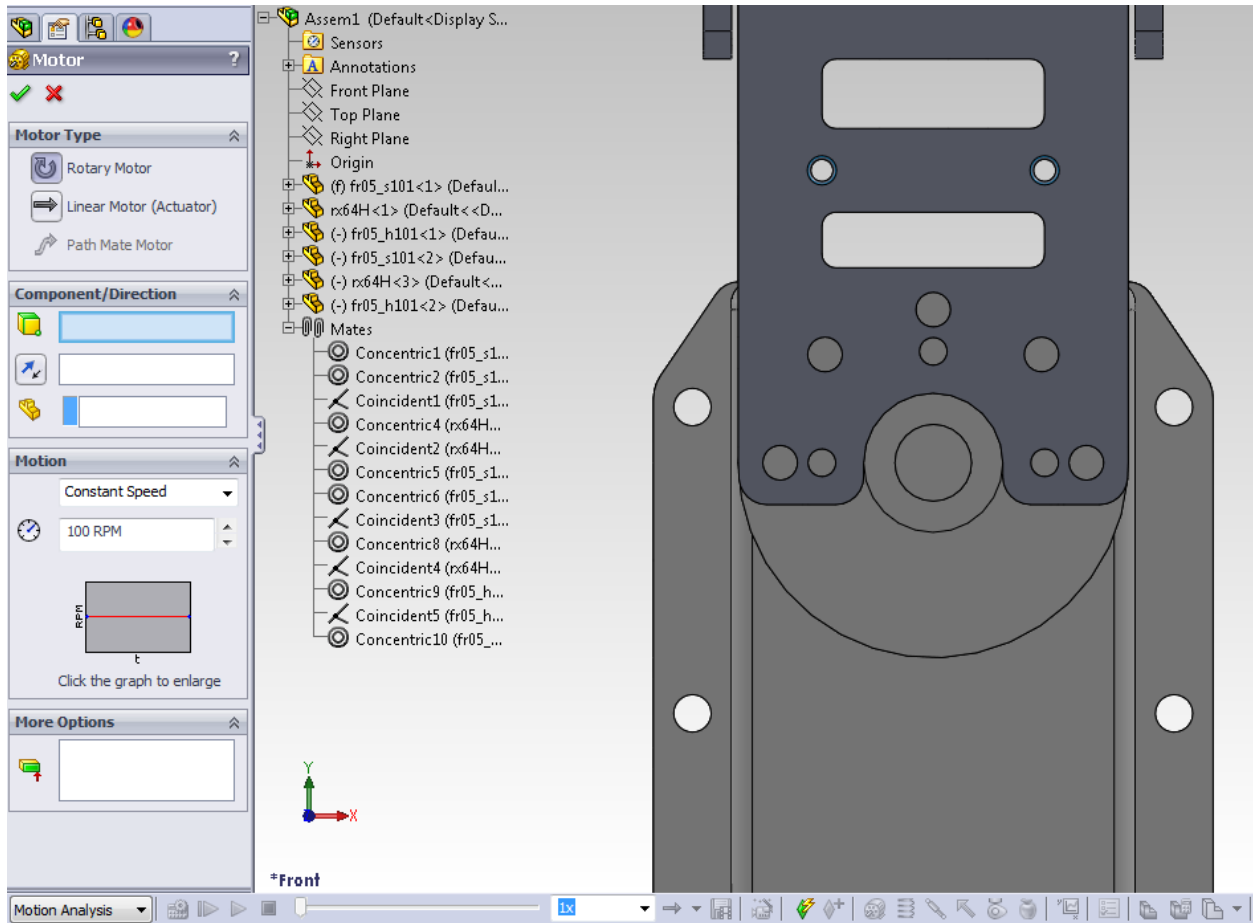 Motor ?
Motor Type
Rotary Motor
Linear Motor (Actuator)
Path Mate Motor
Component/Direction
Motion
Constant Speed
100 RPM
RPM
t
Click the graph to enlarge
More Options
Assem1 (Default<Display S...
Sensors
A Annotations
Front Plane
Top Plane
Right Plane
Origin
(f) fr05_s101<1> (Defaul...
rx64H<1> (Default<<D...
(-) fr05_h101<1> (Defau...
(-) fr05_s101<2> (Defau...
(-) rx64H<3> (Default<...
(-) fr05_h101<2> (Defau...
Mates
Concentric1 (fr05_s1...
Concentric2 (fr05_s1...
Coincident1 (fr05_s1...
Concentric4 (rx64H...
Coincident2 (rx64H...
Concentric5 (fr05_s1...
Concentric6 (fr05_s1...
Coincident3 (fr05_s1...
Concentric8 (rx64H...
Coincident4 (rx64H...
Concentric9 (fr05_h...
Coincident5 (fr05_h...
Concentric10 (fr05_...
Y
X
*Front
Motion Analysis
1x